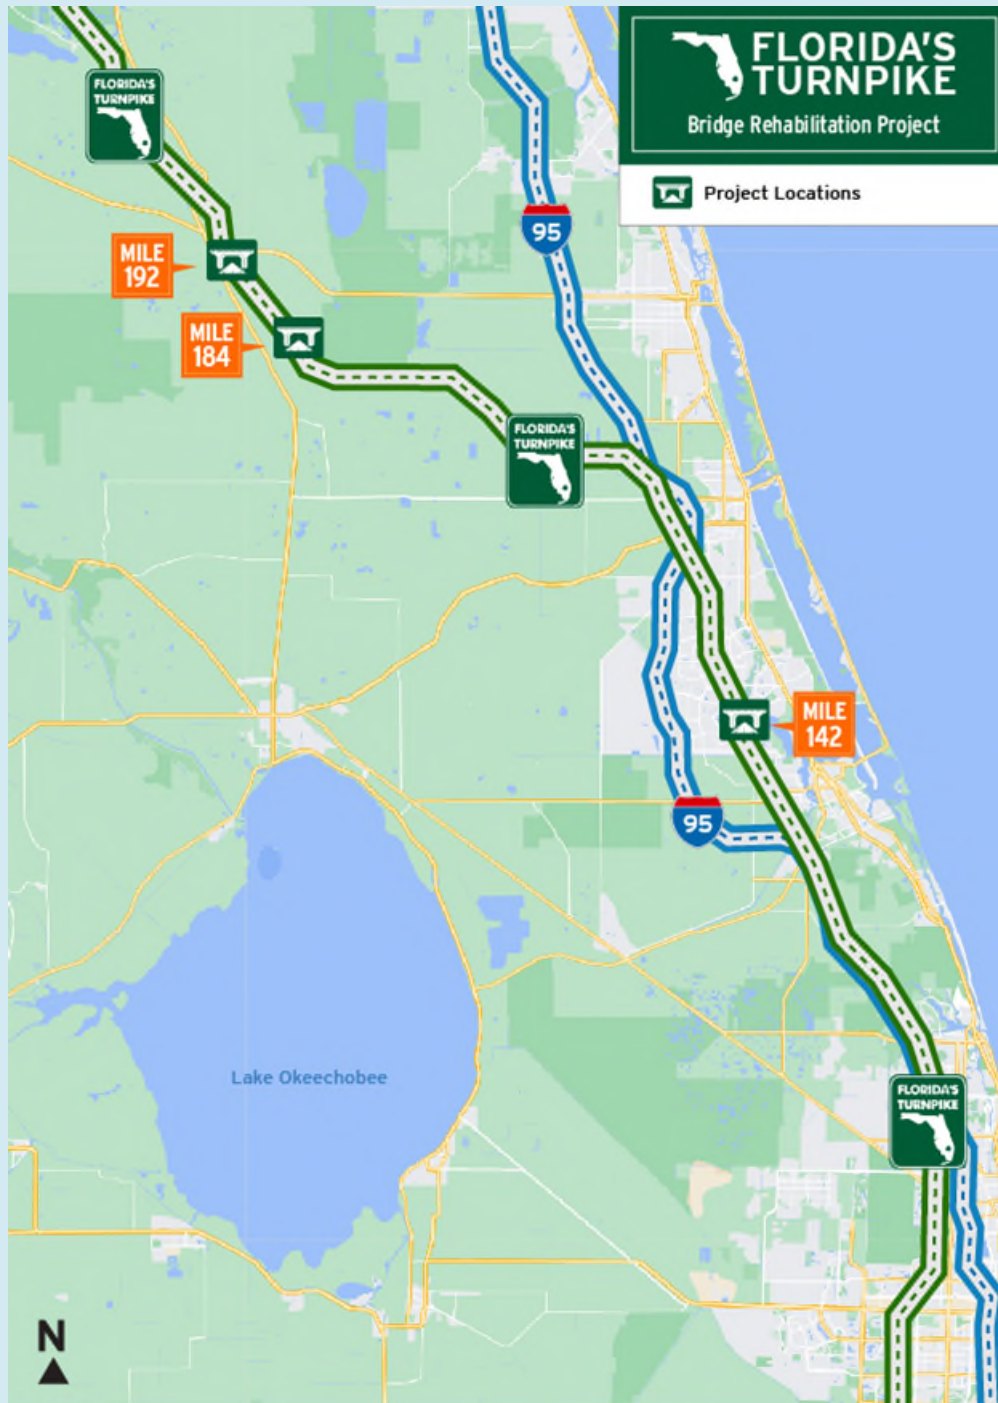 FLORIDA'S
TURNPIKE
Bridge Rehabilitation Project
Project Locations
FLORIDA'S
TURNPIKE
95
MILE
192
MILE
184
FLORIDA'S
TURNPIKE
MILE
142
95
Lake Okeechobee
FLORIDA'S
TURNPIKE
N